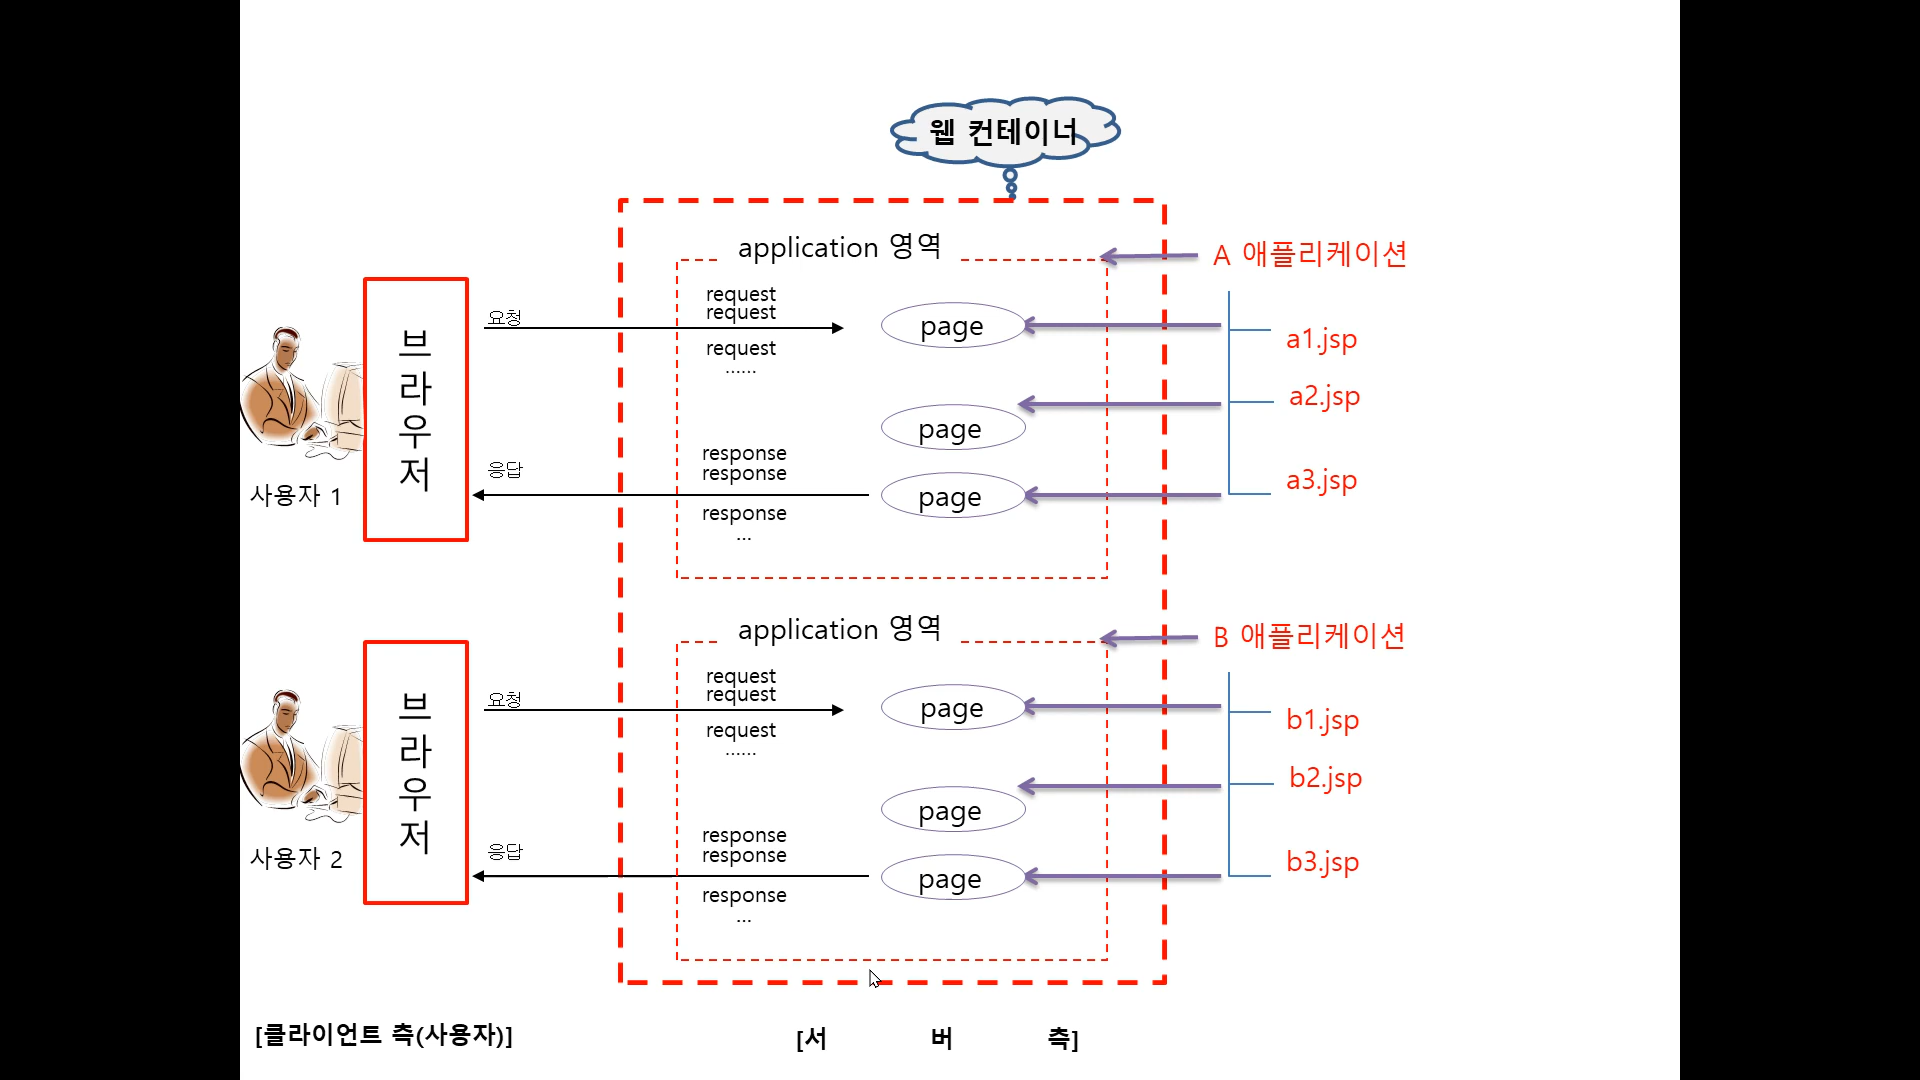 웹 컨테이너
application 영역
A 애플리케이션
request
request
요청
request
......
page
a1.jsp
브라우저
a2.jsp
page
response
응답
response
a3.jsp
사용자 1
page
response
...
application 영역
B 애플리케이션
request
request
요청
request
......
page
b1.jsp
브라우저
b2.jsp
page
response
응답
response
b3.jsp
사용자 2
page
response
...
[클라이언트 측(사용자)]
[서 버 측]